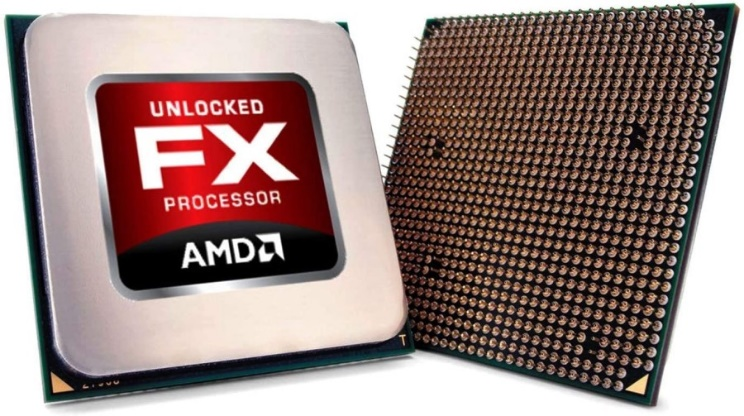 UNLOCKED
FX
PROCESSOR
AMD
T